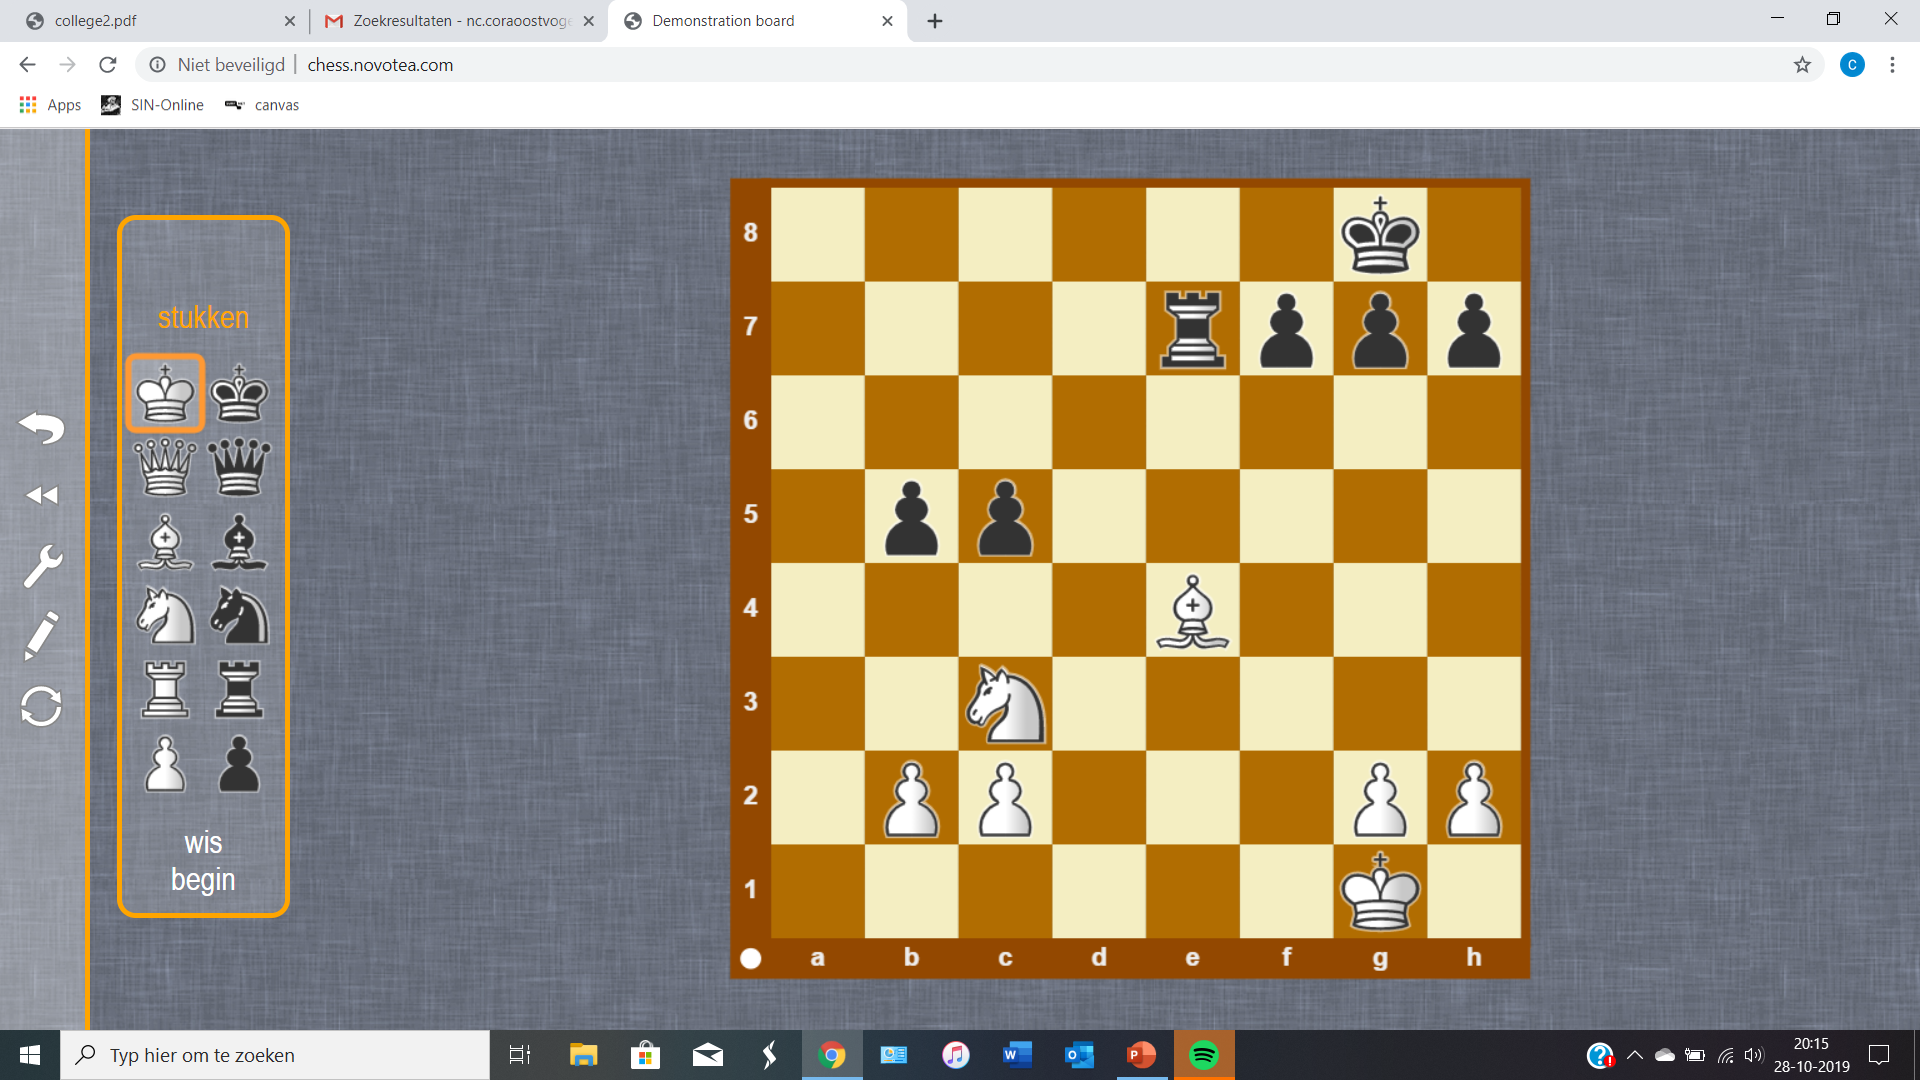 college2.pdf
Zoekresultaten - nc.coraoostvoge
Demonstration board
Niet beveiligd
chess.novotea.com
C
Apps
SIN-Online
canvas
stukken
wis
begin
8
7
6
5
4
3
2
1
a b c d e f g h
Typ hier om te zoeken
20:15
28-10-2019